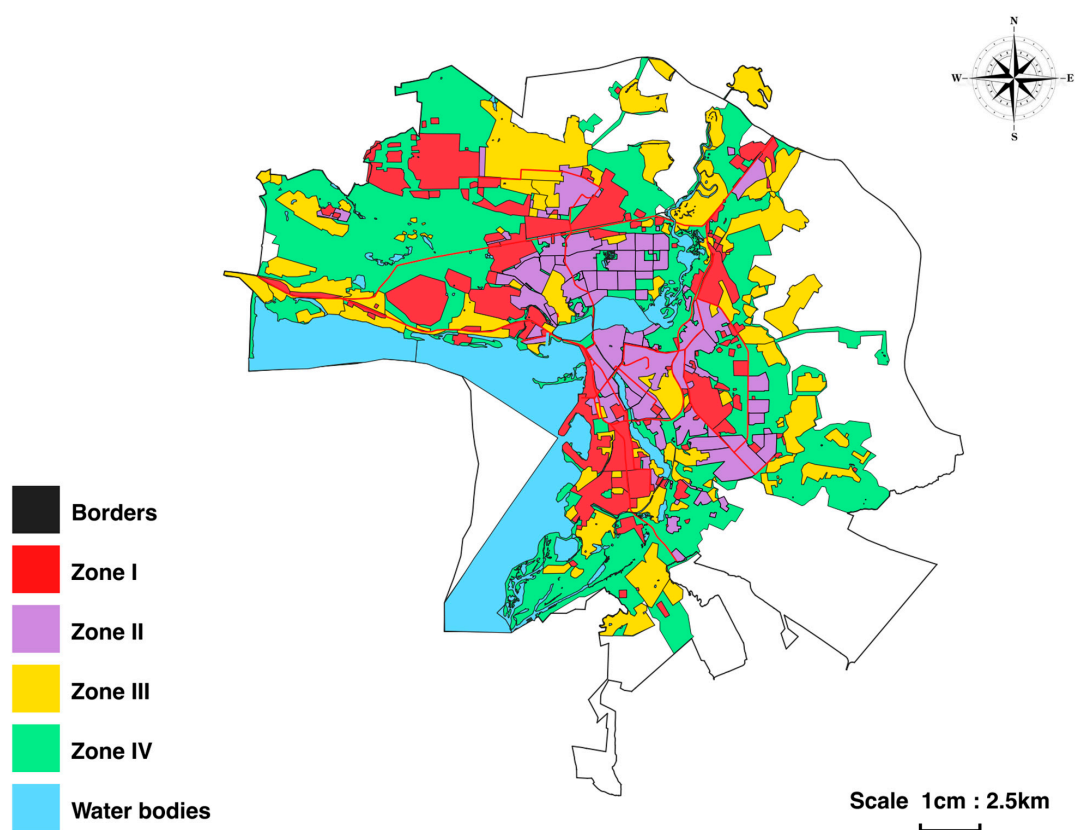 N
W
E
S
Borders
Zone I
Zone II
Zone III
Zone IV
Water bodies
Scale 1cm : 2.5km